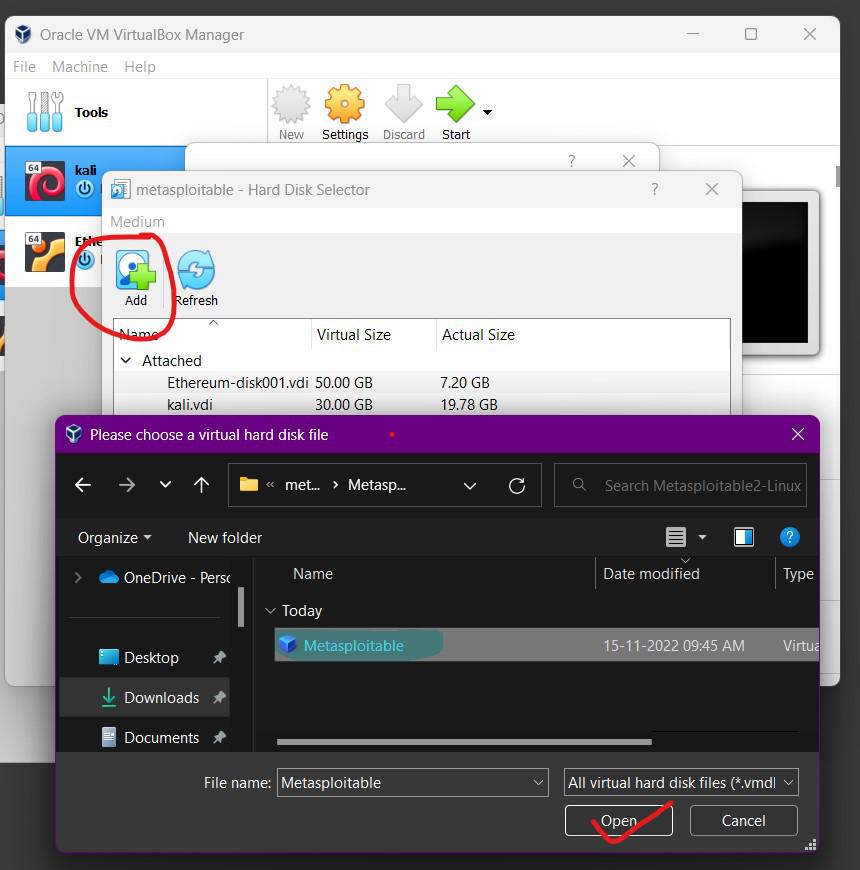 Oracle VM VirtualBox Manager
File Machine Help
Tools
New Settings Discard Start
64 kali
metasploitable - Hard Disk Selector
Medium
64 Ethe
Add Refresh
Name Virtual Size Actual Size
Attached
Ethereum-disk001.vdi 50.00 GB 7.20 GB
kali.vdi 30.00 GB 19.78 GB
Please choose a virtual hard disk file
« met... › Metasp... Search Metasploitable2-Linux
Organize New folder
OneDrive - Perso Name Date modified Type
Today
Desktop Metasploitable 15-11-2022 09:45 AM Virtua
Downloads
Documents
File name: Metasploitable All virtual hard disk files (*.vmdl
Open Cancel